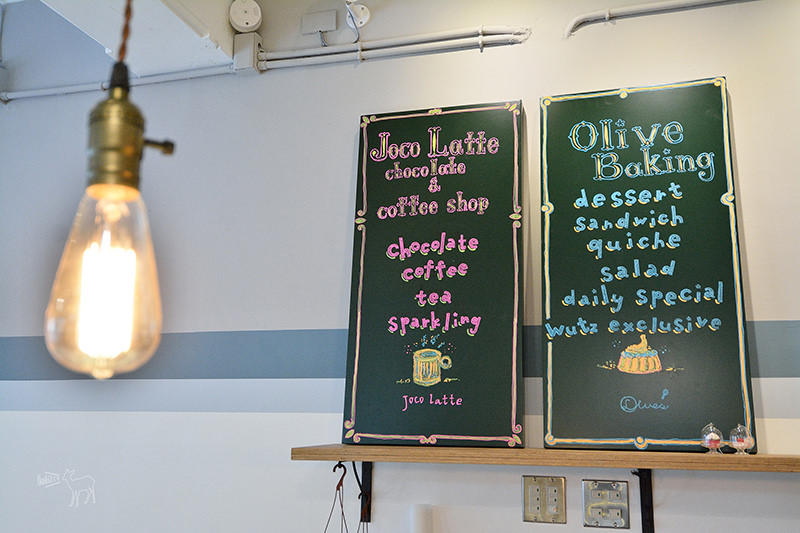 Joco Latte
chocolate
&
coffee shop
chocolate
coffee
tea
sparkling
Joco Latte
Olive
Baking
dessert
sandwich
quiche
salad
daily special
wutz exclusive